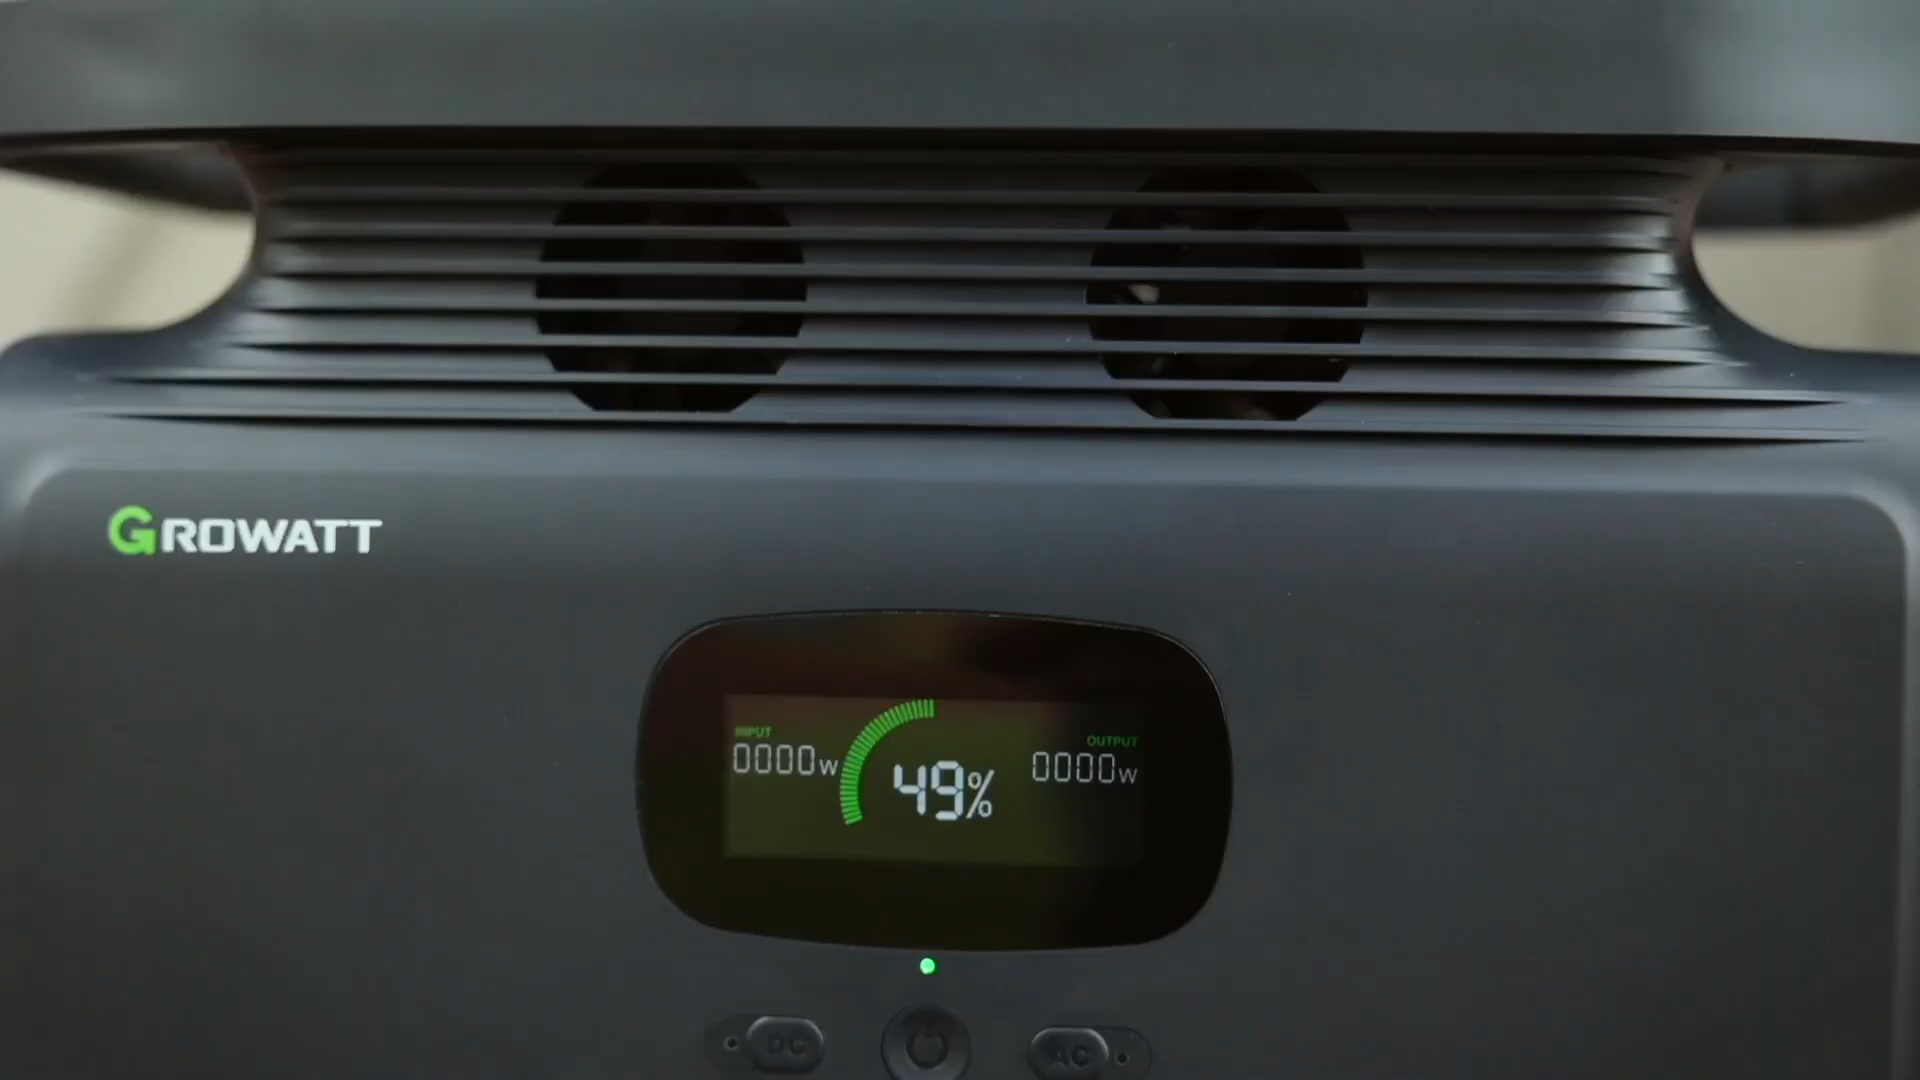 GROWATT
INPUT
0000w
49%
OUTPUT
0000w
DC
AC